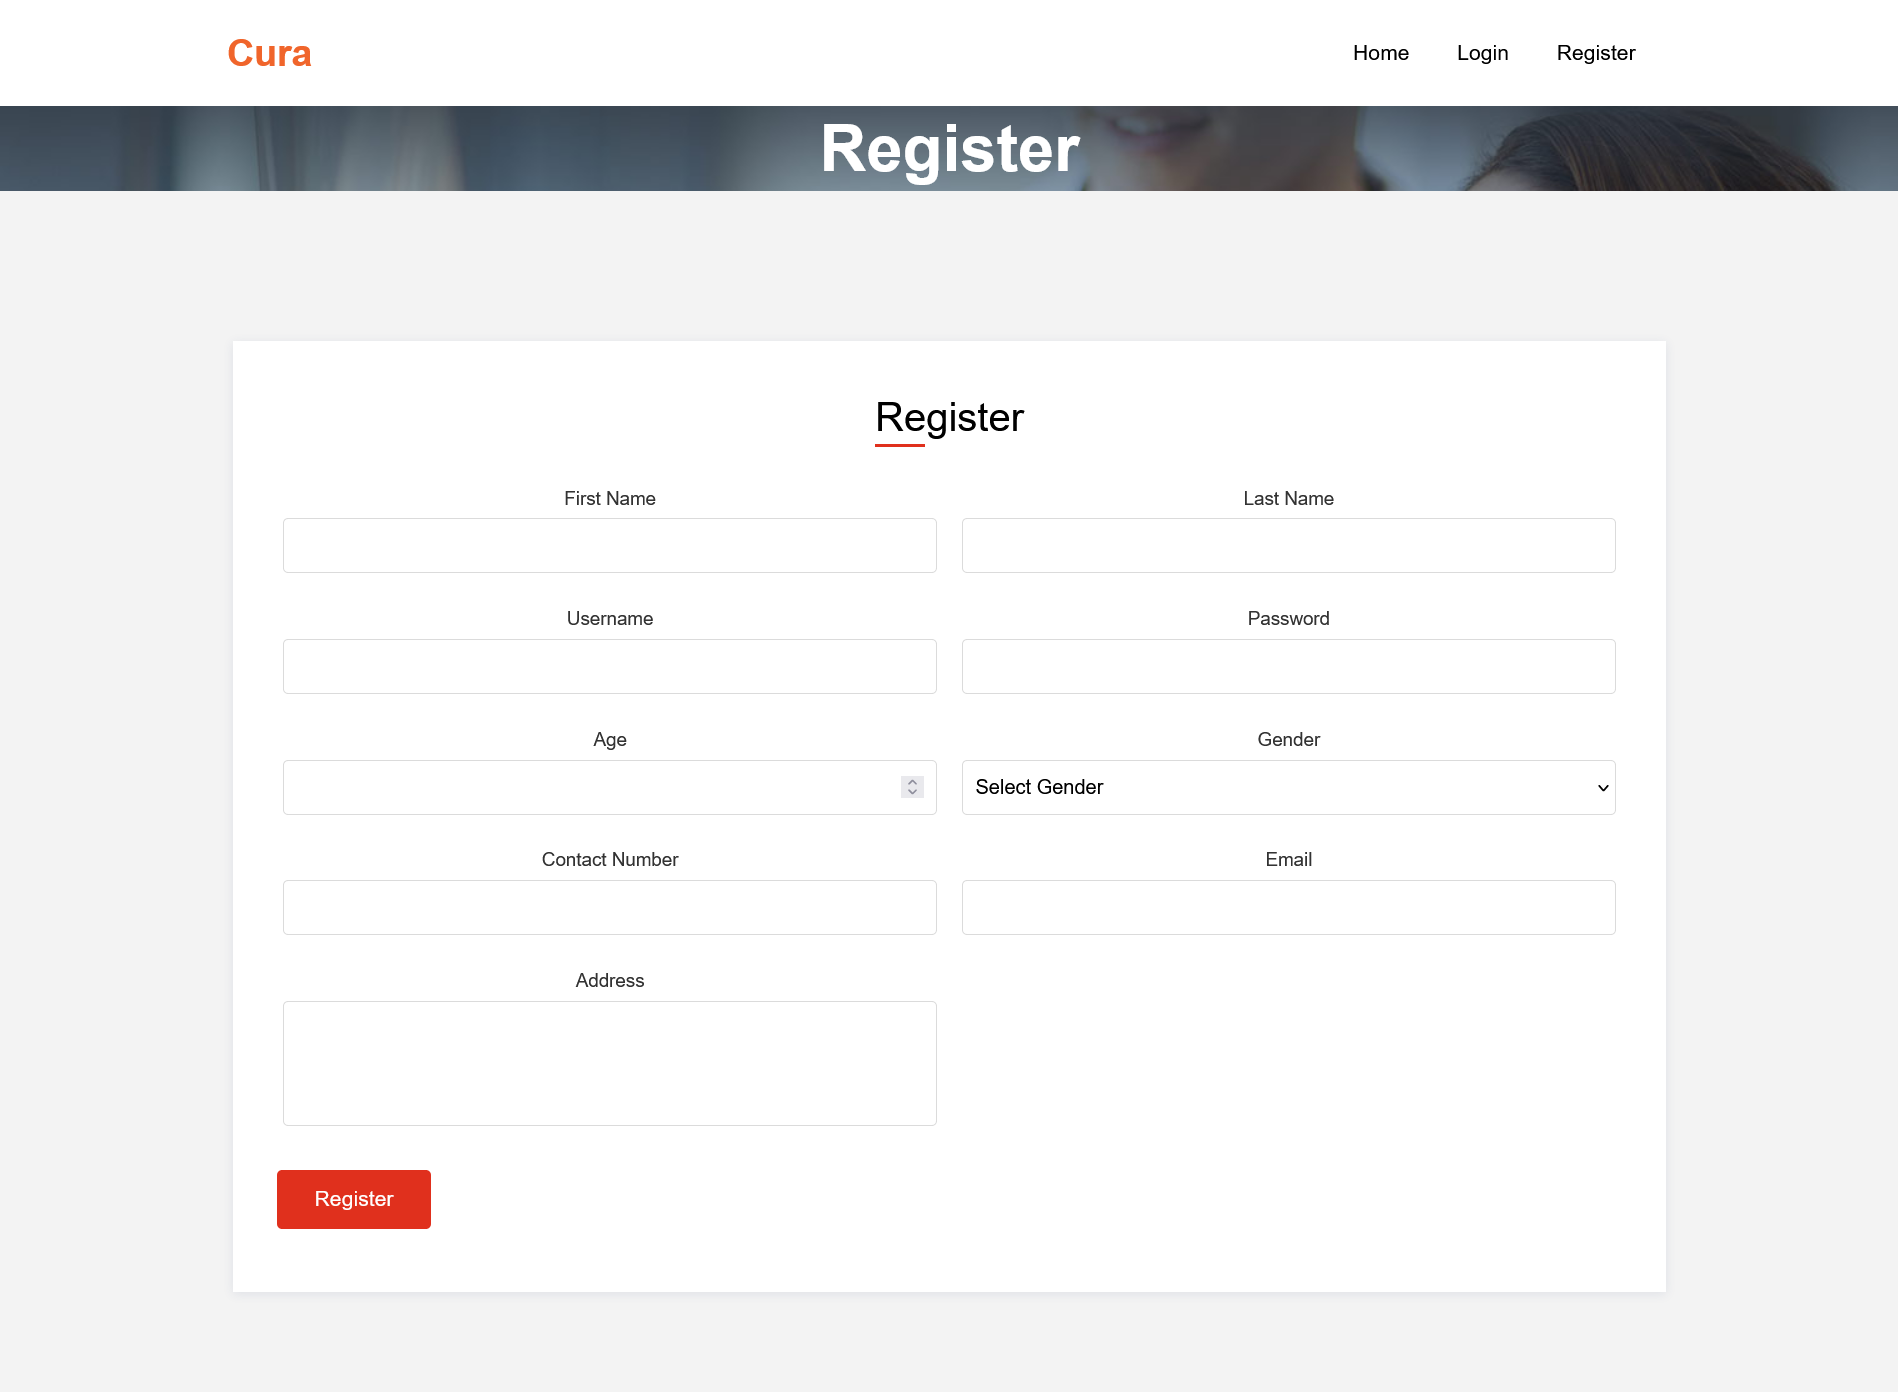 Cura
Home Login Register
Register
Register
First Name Last Name
Username Password
Age Gender
Select Gender
Contact Number Email
Address
Register